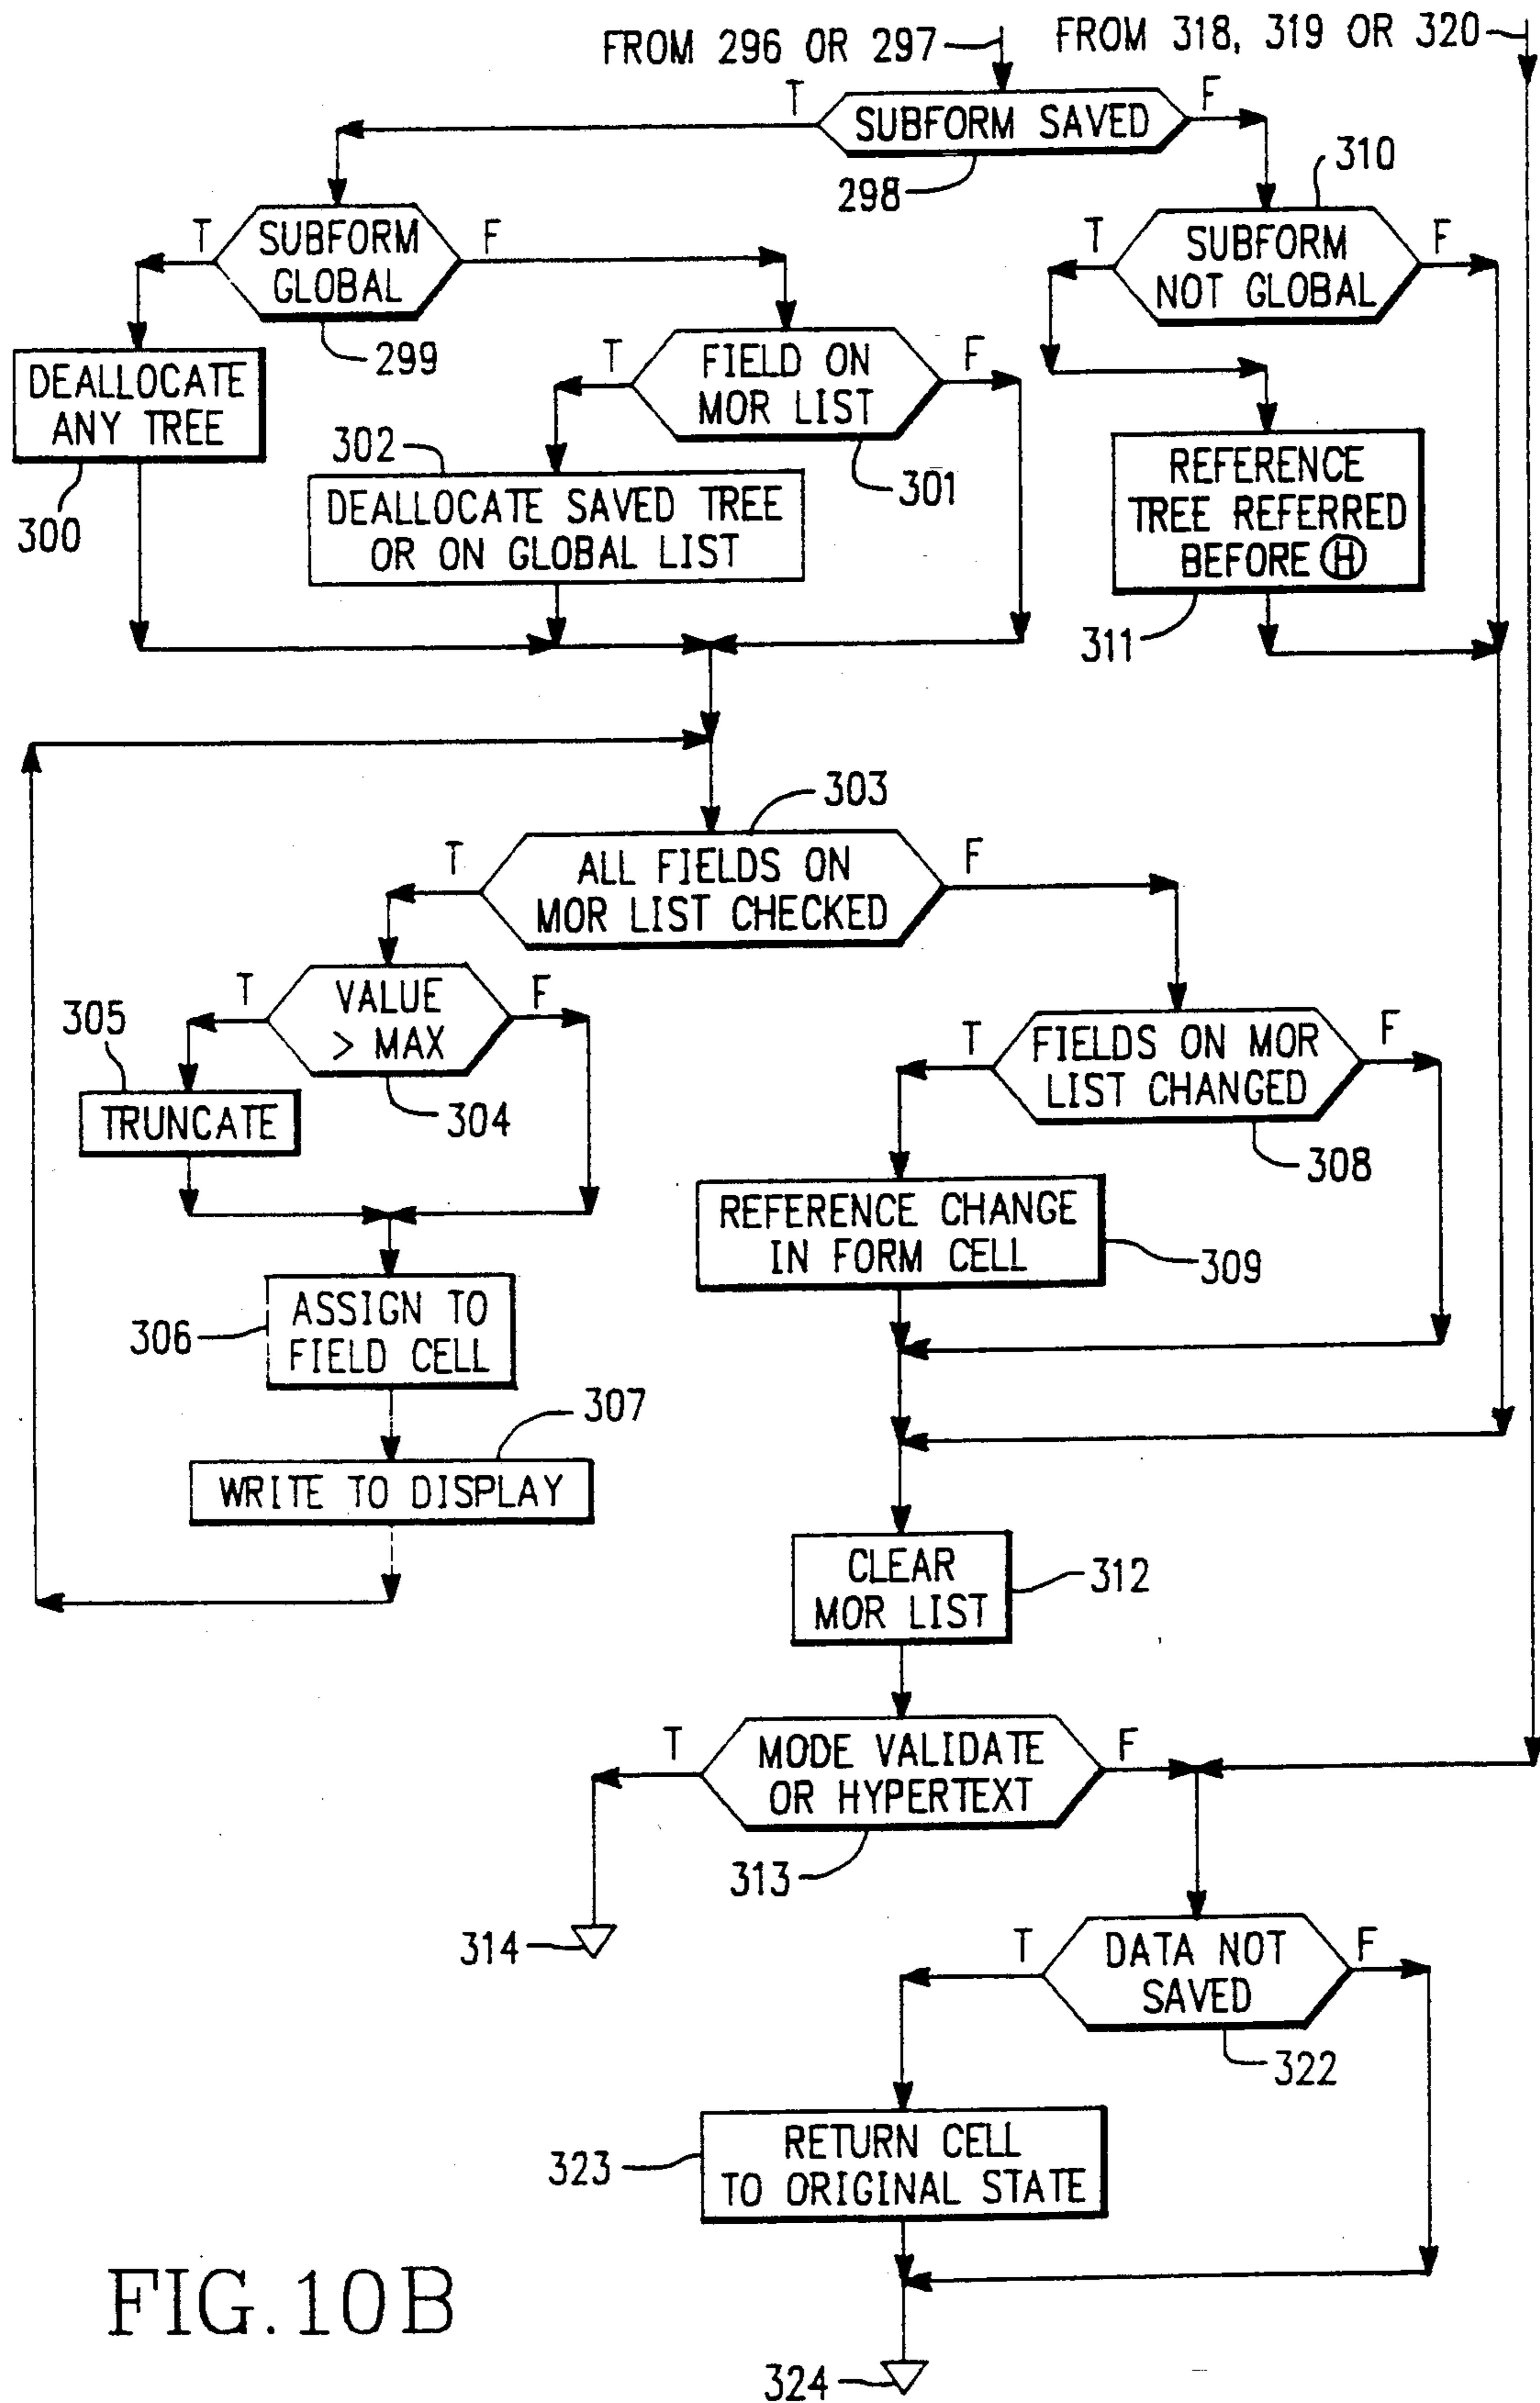 FROM 296 OR 297
FROM 318, 319 OR 320
T
SUBFORM SAVED
F
298
310
T
SUBFORM
GLOBAL
F
299
T
SUBFORM
NOT GLOBAL
F
DEALLOCATE
ANY TREE
300
T
FIELD ON
MOR LIST
F
301
302
DEALLOCATE SAVED TREE
OR ON GLOBAL LIST
REFERENCE
TREE REFERRED
BEFORE Ⓗ
311
303
T
ALL FIELDS ON
MOR LIST CHECKED
F
T
VALUE
> MAX
F
304
305
TRUNCATE
T
FIELDS ON MOR
LIST CHANGED
F
308
REFERENCE CHANGE
IN FORM CELL
309
306
ASSIGN TO
FIELD CELL
307
WRITE TO DISPLAY
CLEAR
MOR LIST
312
T
MODE VALIDATE
OR HYPERTEXT
F
313
314
T
DATA NOT
SAVED
F
322
323
RETURN CELL
TO ORIGINAL STATE
324
FIG. 10B